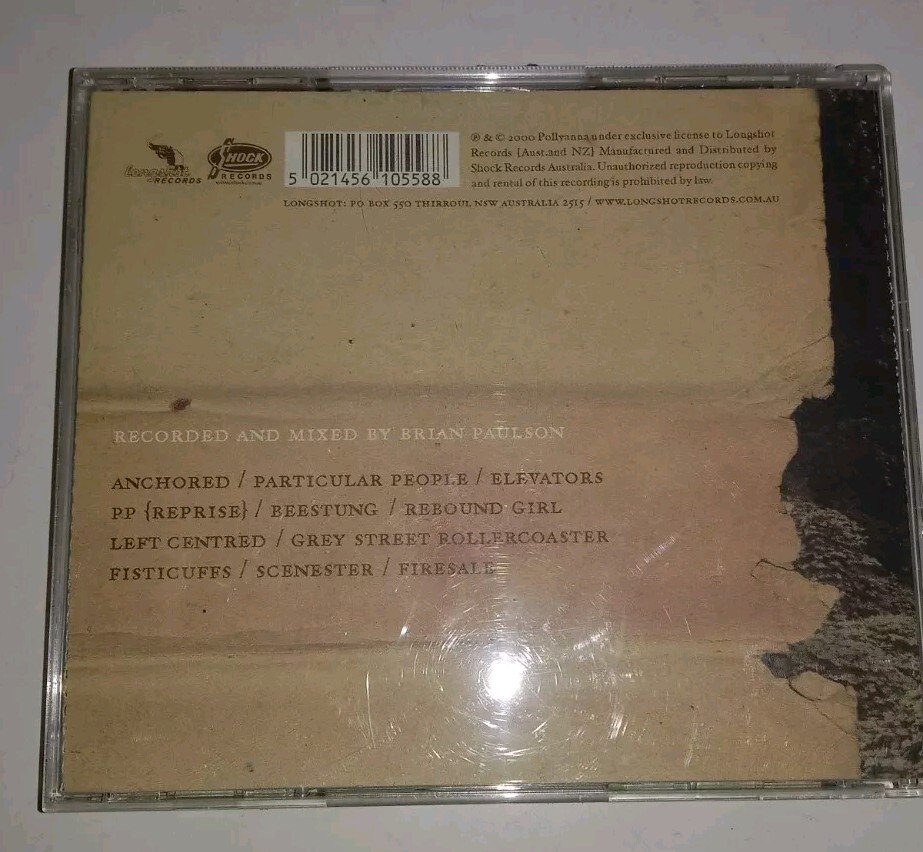 Longshot
RECORDS
SHOCK
RECORDS
5 021456 105588
℗ & © 2000 Pollyanna under exclusive license to Longshot
Records {Aust.and NZ} Manufactured and Distributed by
Shock Records Australia. Unauthorized reproduction copying
and rental of this recording is prohibited by law.
LONGSHOT: PO BOX 550 THIRROUL NSW AUSTRALIA 2515 / WWW.LONGSHOTRECORDS.COM.AU
RECORDED AND MIXED BY BRIAN PAULSON
ANCHORED / PARTICULAR PEOPLE / ELEVATORS
P.P {REPRISE} / BEESTUNG / REBOUND GIRL
LEFT CENTRED / GREY STREET ROLLERCOASTER
FISTICUFFS / SCENESTER / FIRESALE